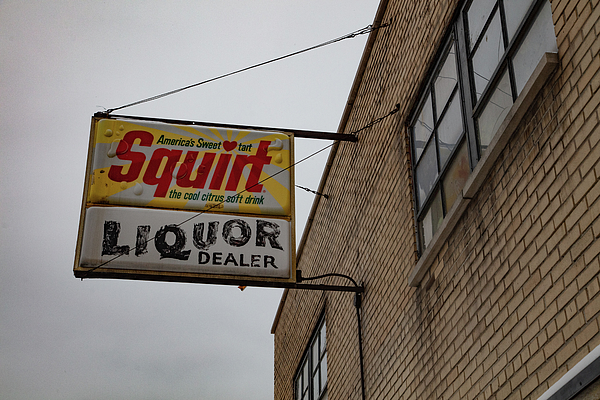 America's Sweet ♥ tart
Squirt
the cool citrus soft drink
LIQUOR
DEALER